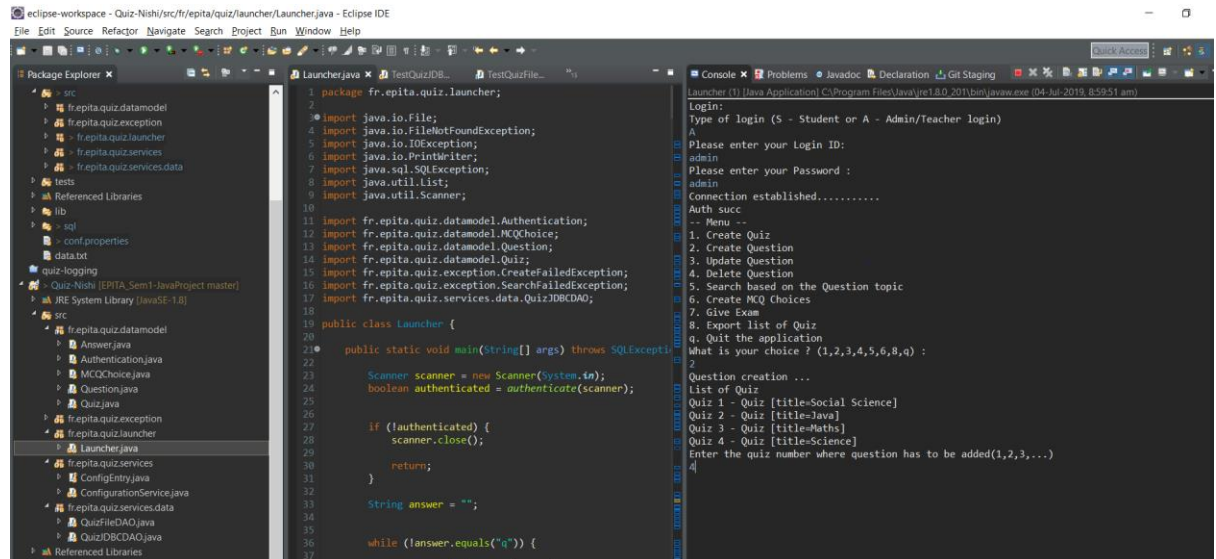 eclipse-workspace - Quiz-Nishi/src/fr/epita/quiz/launcher/Launcher.java - Eclipse IDE
File Edit Source Refactor Navigate Search Project Run Window Help
Quick Access
Package Explorer
> src
fr.epita.quiz.datamodel
fr.epita.quiz.exception
> fr.epita.quiz.launcher
> fr.epita.quiz.services
> fr.epita.quiz.services.data
tests
Referenced Libraries
lib
> sql
> conf.properties
data.txt
quiz-logging
> Quiz-Nishi [EPITA_Sem1-JavaProject master]
JRE System Library [JavaSE-1.8]
src
fr.epita.quiz.datamodel
Answer.java
Authentication.java
MCQChoice.java
Question.java
Quiz.java
fr.epita.quiz.exception
fr.epita.quiz.launcher
Launcher.java
fr.epita.quiz.services
ConfigEntry.java
ConfigurationService.java
fr.epita.quiz.services.data
QuizFileDAO.java
QuizJDBCDAO.java
Referenced Libraries
Launcher.java TestQuizJDB... TestQuizFile...
1 package fr.epita.quiz.launcher;
2
3 import java.io.File;
4 import java.io.FileNotFoundException;
5 import java.io.IOException;
6 import java.io.PrintWriter;
7 import java.sql.SQLException;
8 import java.util.List;
9 import java.util.Scanner;
10
11 import fr.epita.quiz.datamodel.Authentication;
12 import fr.epita.quiz.datamodel.MCQChoice;
13 import fr.epita.quiz.datamodel.Question;
14 import fr.epita.quiz.datamodel.Quiz;
15 import fr.epita.quiz.exception.CreateFailedException;
16 import fr.epita.quiz.exception.SearchFailedException;
17 import fr.epita.quiz.services.data.QuizJDBCDAO;
18
19 public class Launcher {
20
21 public static void main(String[] args) throws SQLExcepti
22
23 Scanner scanner = new Scanner(System.in);
24 boolean authenticated = authenticate(scanner);
25
26
27 if (!authenticated) {
28 scanner.close();
29
30 return;
31 }
32
33 String answer = "";
34
35
36 while (!answer.equals("q")) {
37
Console Problems Javadoc Declaration Git Staging
Launcher (1) [Java Application] C:\Program Files\Java\jre1.8.0_201\bin\javaw.exe (04-Jul-2019, 8:59:51 am)
Login:
Type of login (S - Student or A - Admin/Teacher login)
A
Please enter your Login ID:
admin
Please enter your Password :
admin
Connection established...........
Auth succ
-- Menu --
1. Create Quiz
2. Create Question
3. Update Question
4. Delete Question
5. Search based on the Question topic
6. Create MCQ Choices
7. Give Exam
8. Export list of Quiz
q. Quit the application
What is your choice ? (1,2,3,4,5,6,8,q) :
2
Question creation ...
List of Quiz
Quiz 1 - Quiz [title=Social Science]
Quiz 2 - Quiz [title=Java]
Quiz 3 - Quiz [title=Maths]
Quiz 4 - Quiz [title=Science]
Enter the quiz number where question has to be added(1,2,3,...)
4